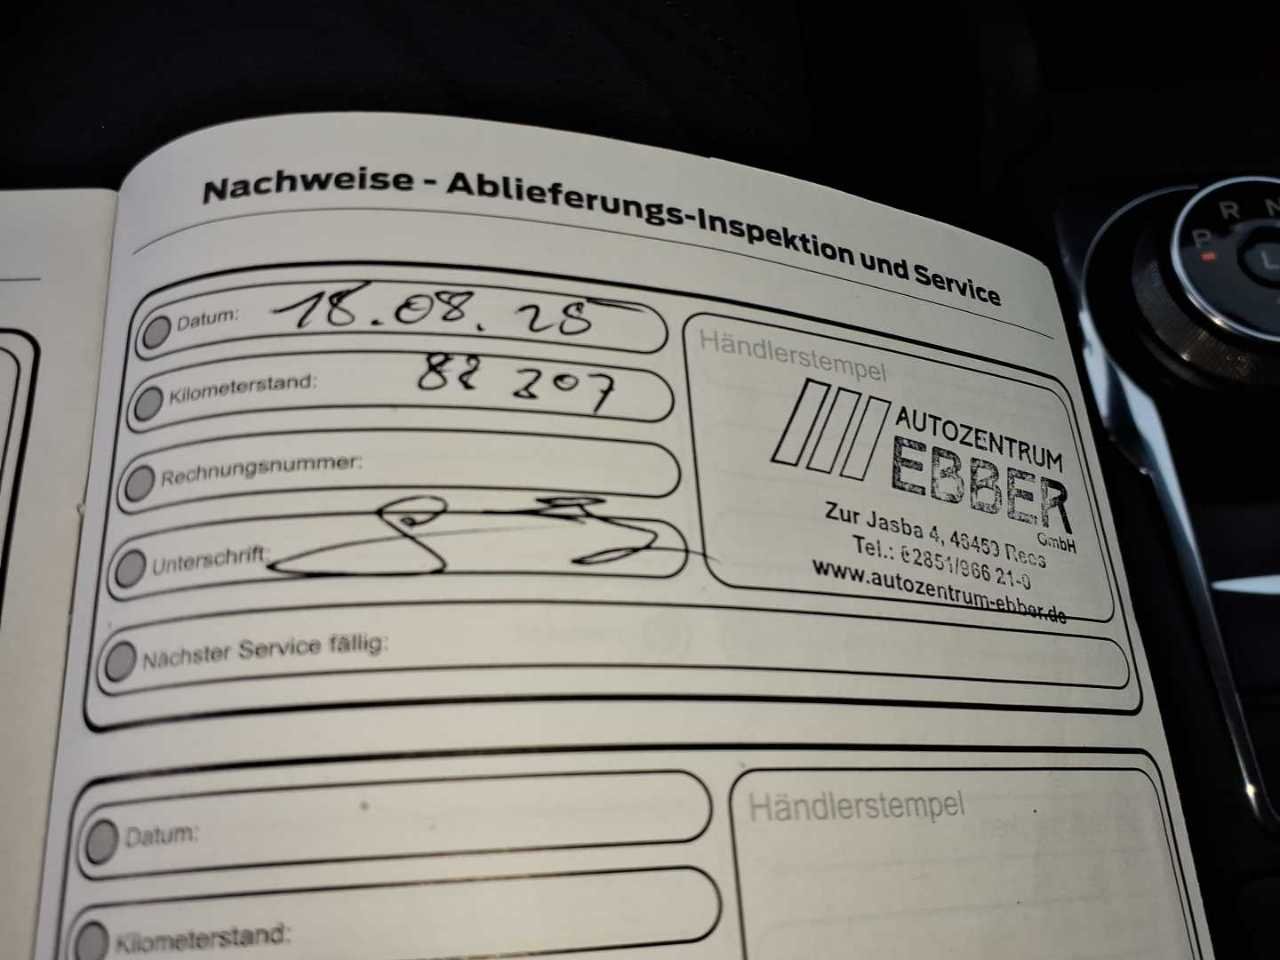 Nachweise - Ablieferungs-Inspektion und Service
Datum: 18.08.25
Kilometerstand: 82 307
Rechnungsnummer:
Unterschrift:
Nächster Service fällig:
Händlerstempel
AUTOZENTRUM
EBBER
GmbH
Zur Jasba 4, 46459 Rees
Tel.: 02851/966 21-0
www.autozentrum-ebber.de
Datum:
Kilometerstand:
Händlerstempel
R N
P
L